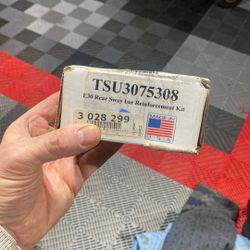 TSU3075308
E30 Rear Sway bar Reinforcement Kit
3 028 299
MADE IN
U S A